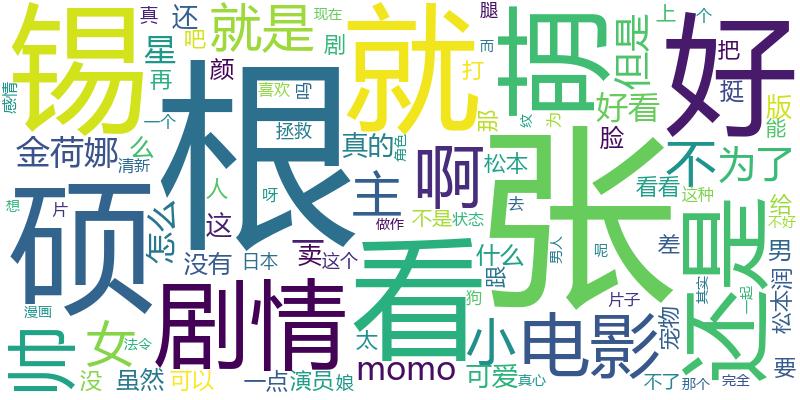 锡
根
就
萌
好
张
硕
看
还是
剧情
电影
啊
主
不
为了
帅
女
小
momo
就是
但是
金荷娜
好看
真的
可爱
松本
松本润
怎么
没有
虽然
演员
一点
可以
什么
看看
宠物
星
还
颜
剧
真
吧
再
现在
腿
打
而
上
个
把
挺
版
能
那
脸
纹
为
感情
喜欢
吗
拯救
角色
一个
清新
么
人
这
呀
卖
这个
日本
做作
不是
状态
去
跟
差
给
这种
不好
男
男人
呢
狗
片子
其实
一起
要
想
片
漫画
法令
没
娘
太
真心
不了
那个
完全